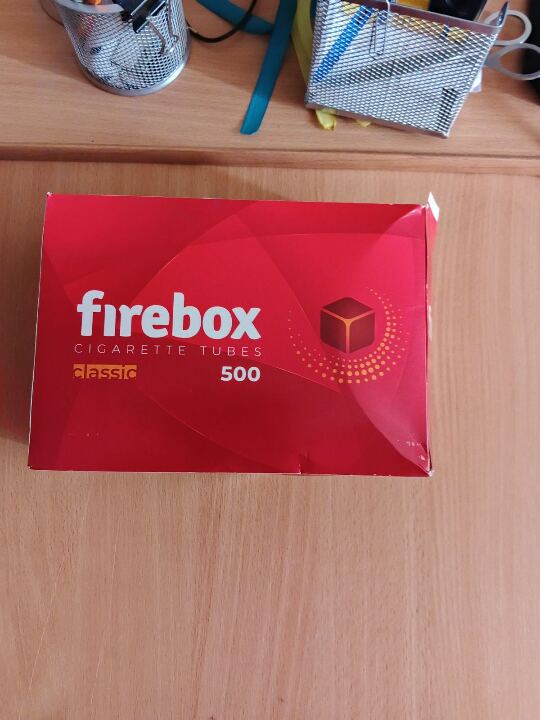 firebox
CIGARETTE TUBES
classic
500